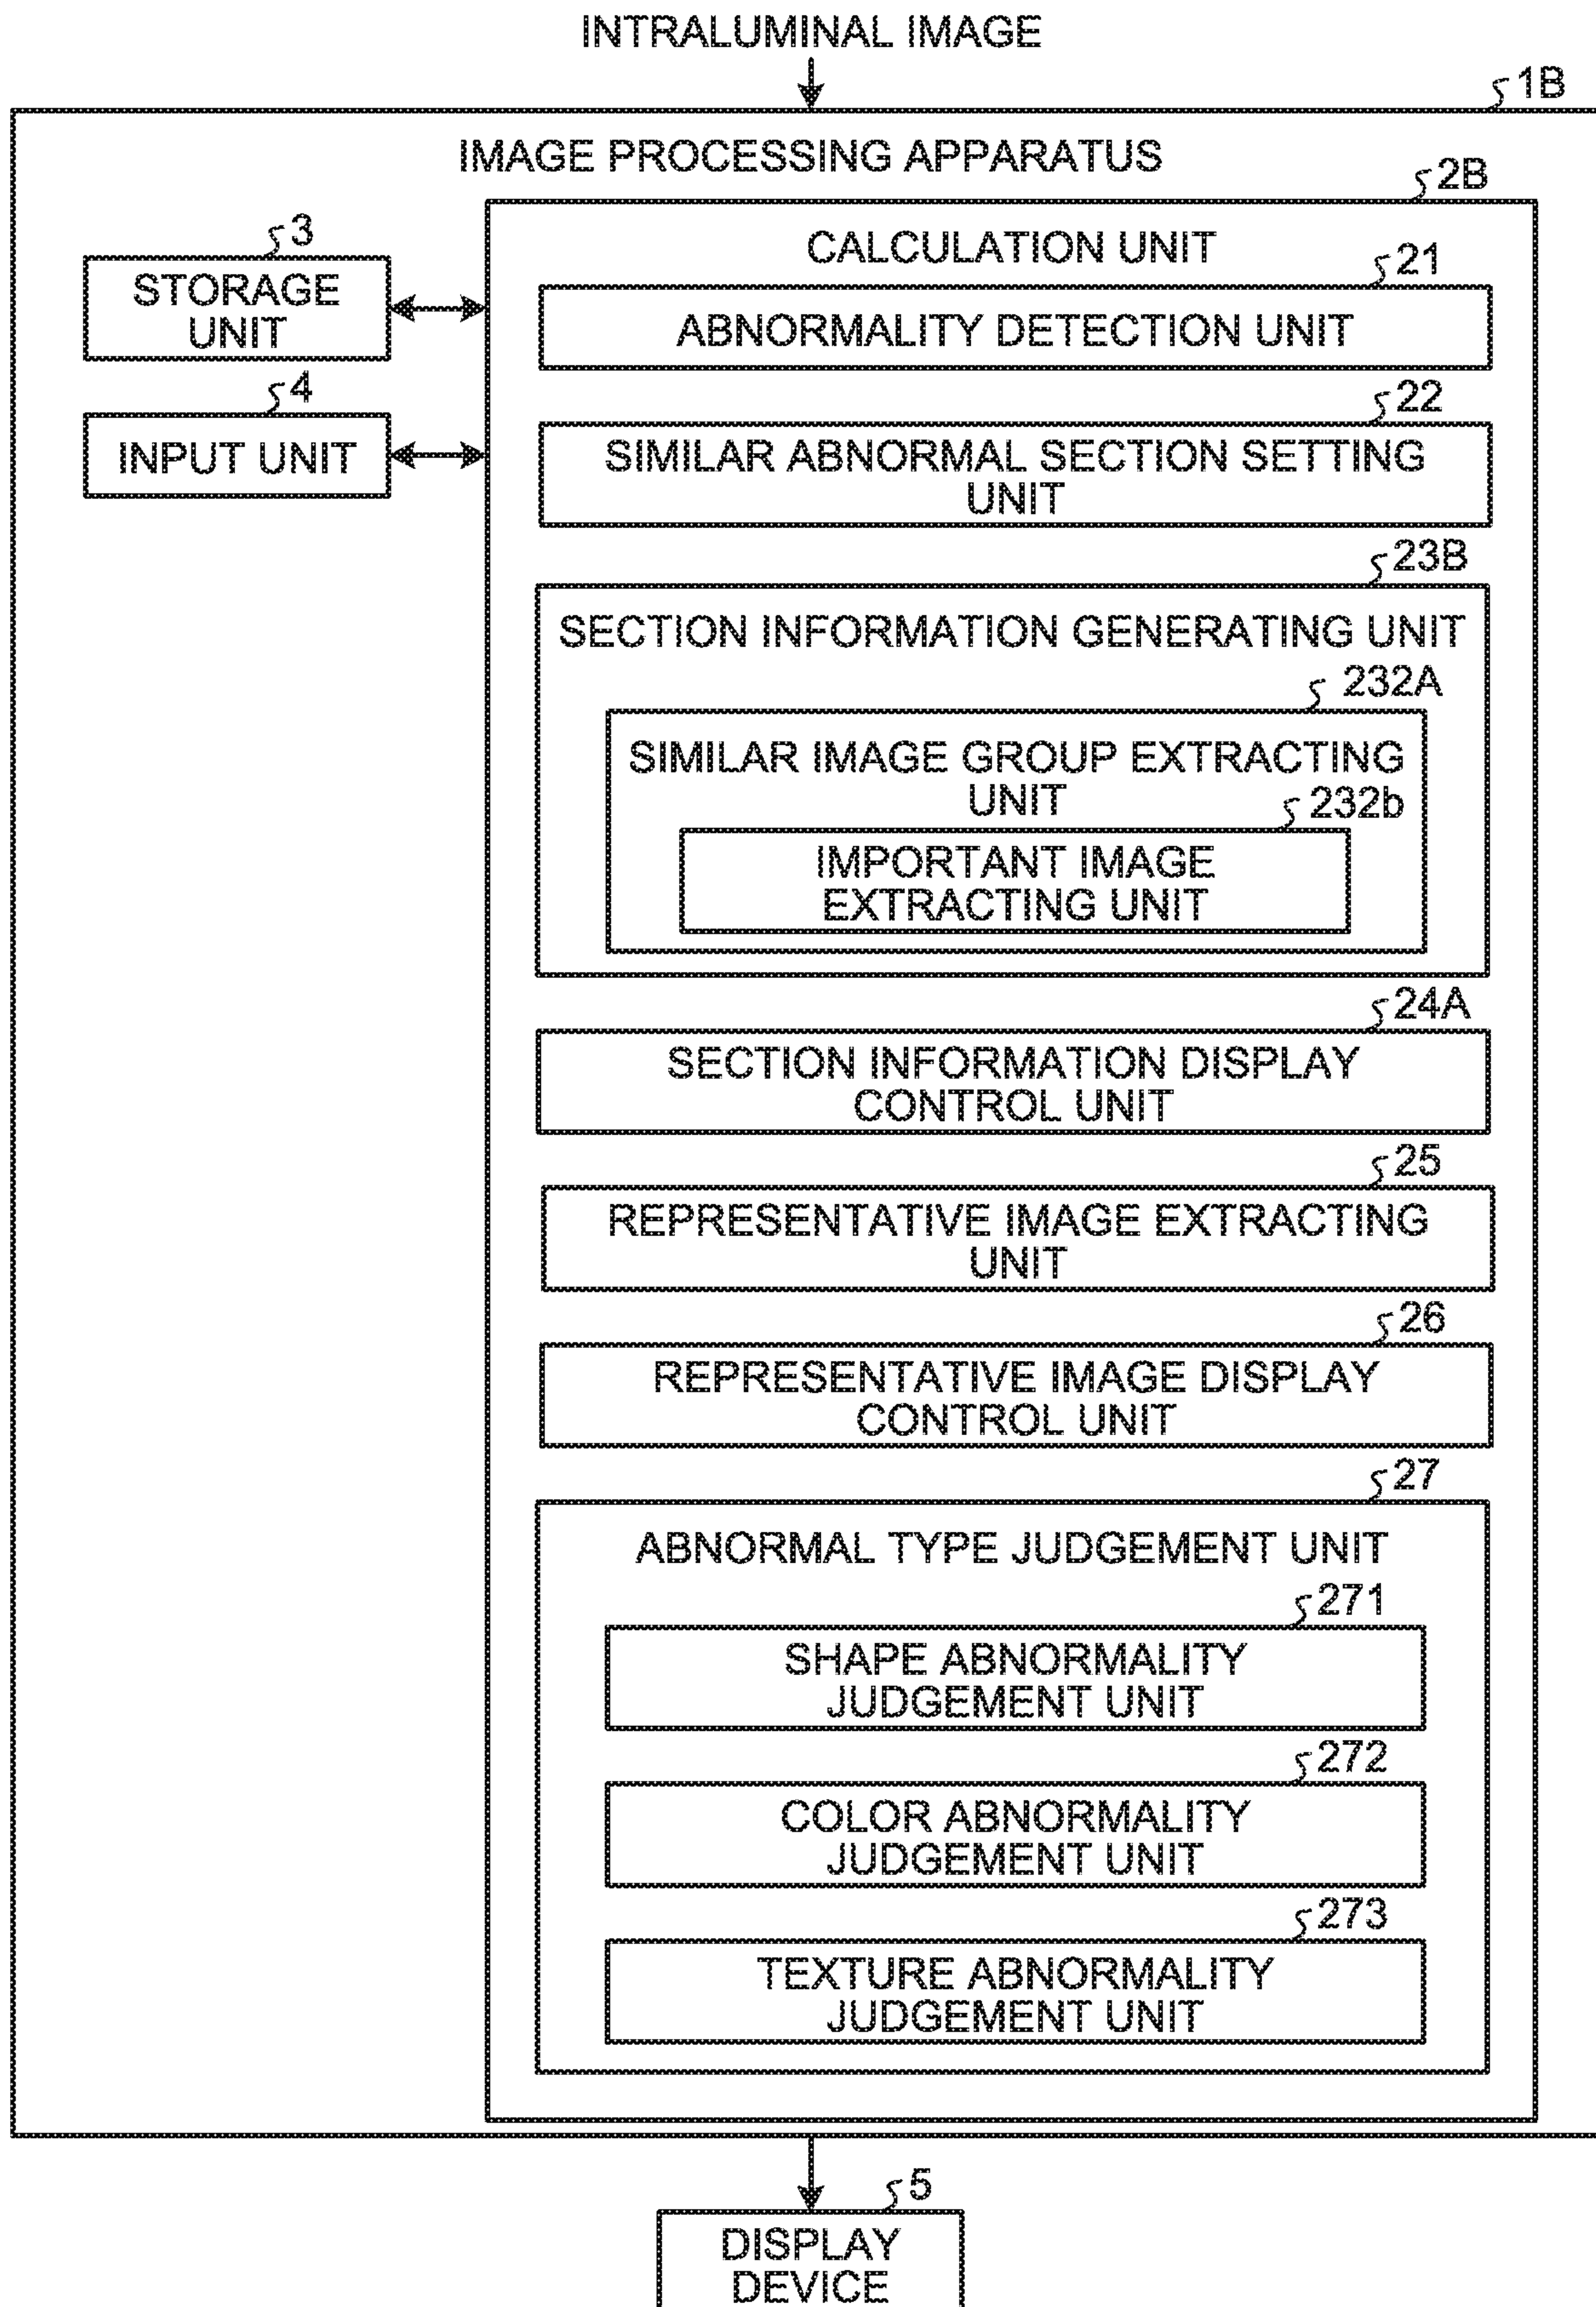 INTRALUMINAL IMAGE
1B
IMAGE PROCESSING APPARATUS
2B
3
STORAGE
UNIT
4
INPUT UNIT
CALCULATION UNIT
21
ABNORMALITY DETECTION UNIT
22
SIMILAR ABNORMAL SECTION SETTING
UNIT
23B
SECTION INFORMATION GENERATING UNIT
232A
SIMILAR IMAGE GROUP EXTRACTING
UNIT
232b
IMPORTANT IMAGE
EXTRACTING UNIT
24A
SECTION INFORMATION DISPLAY
CONTROL UNIT
25
REPRESENTATIVE IMAGE EXTRACTING
UNIT
26
REPRESENTATIVE IMAGE DISPLAY
CONTROL UNIT
27
ABNORMAL TYPE JUDGEMENT UNIT
271
SHAPE ABNORMALITY
JUDGEMENT UNIT
272
COLOR ABNORMALITY
JUDGEMENT UNIT
273
TEXTURE ABNORMALITY
JUDGEMENT UNIT
5
DISPLAY
DEVICE